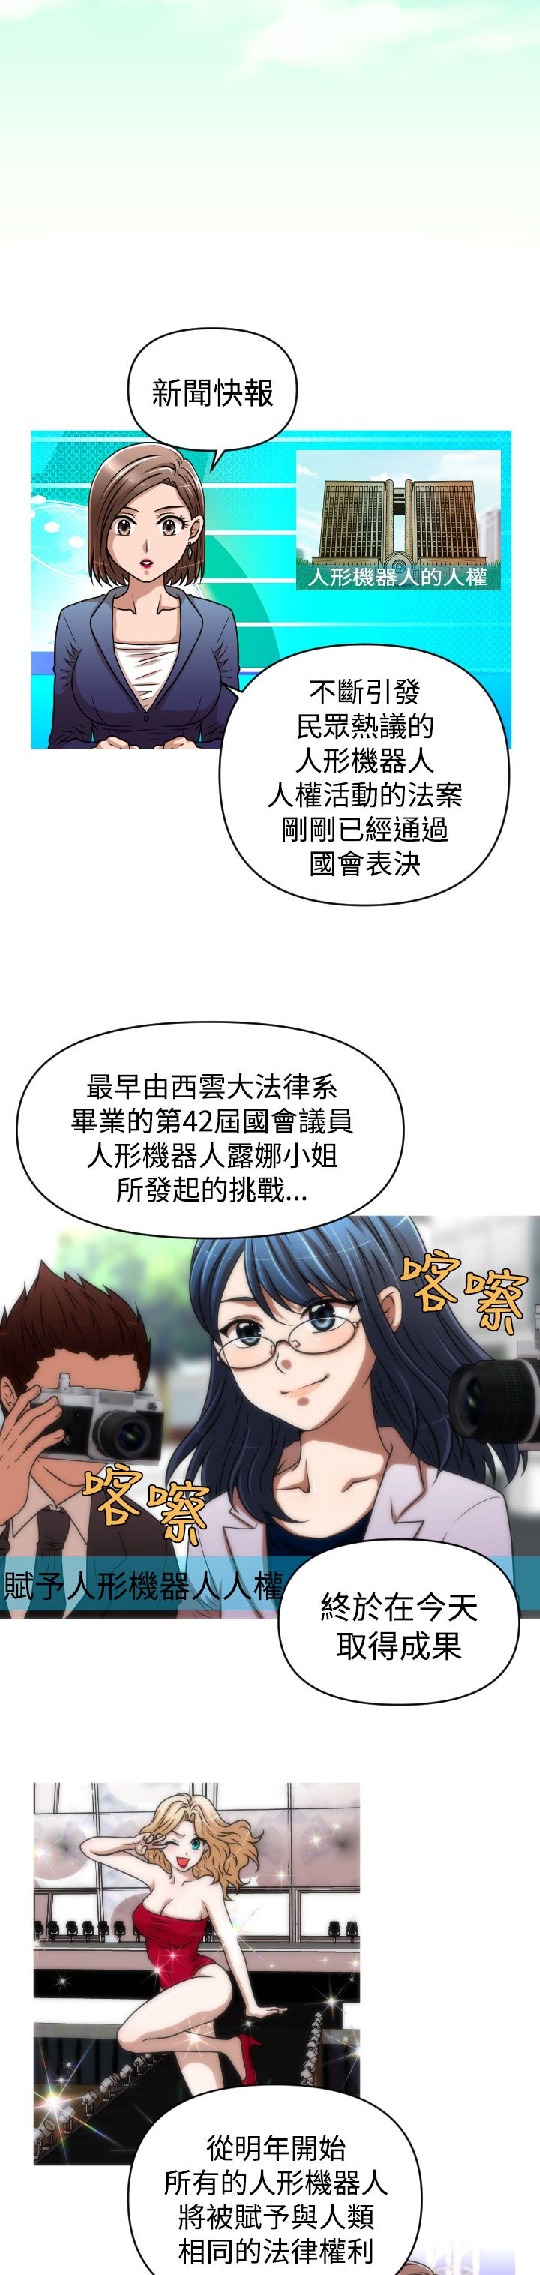 新聞快報
人形機器人的人權
不斷引發
民眾熱議的
人形機器人
人權活動的法案
剛剛已經通過
國會表決
最早由西雲大法律系
畢業的第42屆國會議員
人形機器人露娜小姐
所發起的挑戰...
喀嚓
喀嚓
賦予人形機器人人權
終於在今天
取得成果
從明年開始
所有的人形機器人
將被賦予與人類
相同的法律權利